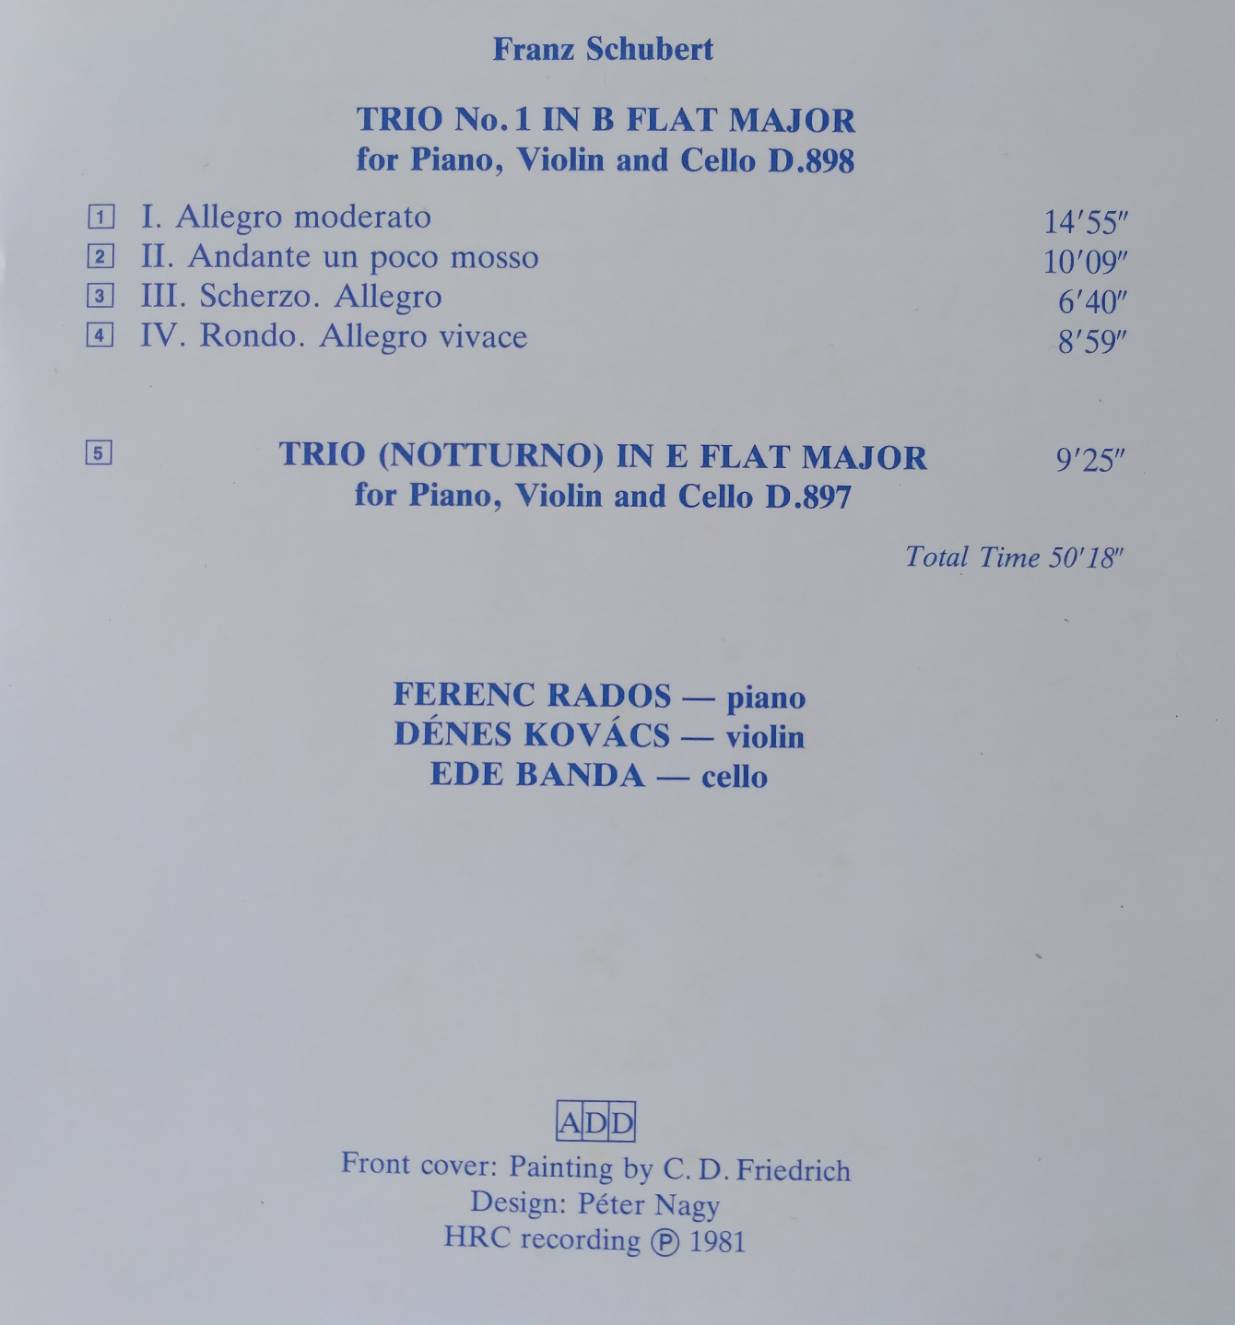 Franz Schubert
TRIO No. 1 IN B FLAT MAJOR
for Piano, Violin and Cello D.898
1 I. Allegro moderato 14′55″
2 II. Andante un poco mosso 10′09″
3 III. Scherzo. Allegro 6′40″
4 IV. Rondo. Allegro vivace 8′59″
5 TRIO (NOTTURNO) IN E FLAT MAJOR 9′25″
for Piano, Violin and Cello D.897
Total Time 50′18″
FERENC RADOS — piano
DÉNES KOVÁCS — violin
EDE BANDA — cello
ADD
Front cover: Painting by C. D. Friedrich
Design: Péter Nagy
HRC recording ℗ 1981